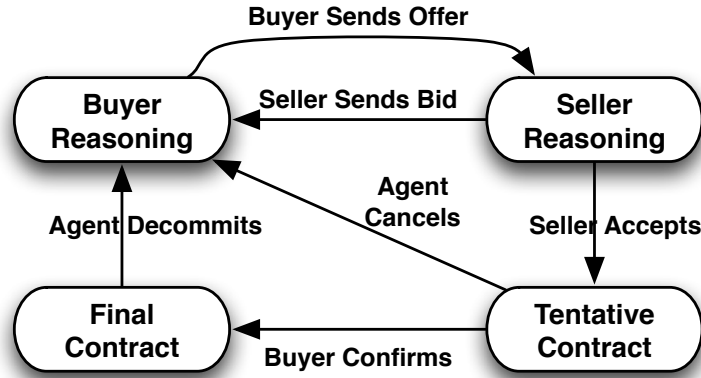 Buyer Sends Offer
Buyer
Reasoning
Seller Sends Bid
Seller
Reasoning
Agent
Cancels
Agent Decommits
Seller Accepts
Final
Contract
Buyer Confirms
Tentative
Contract